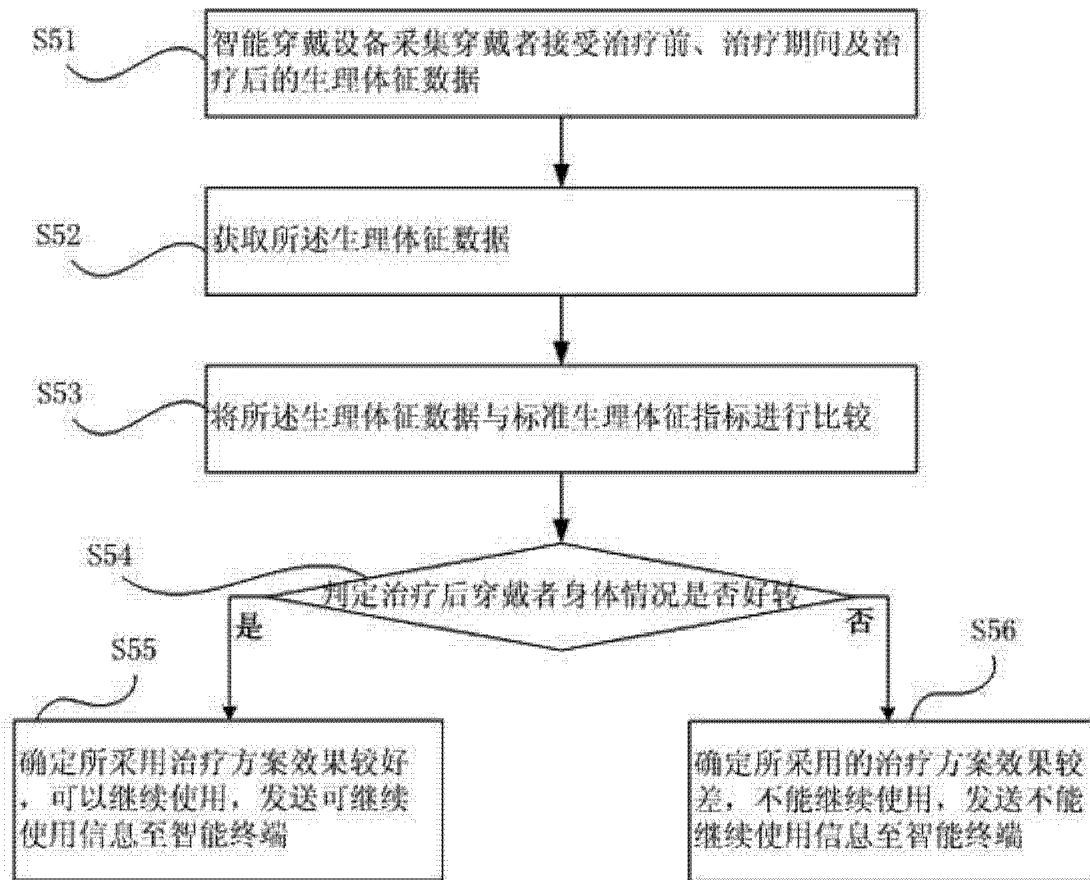 S51
智能穿戴设备采集穿戴者接受治疗前、治疗期间及治
疗后的生理体征数据
S52
获取所述生理体征数据
S53
将所述生理体征数据与标准生理体征指标进行比较
S54
判定治疗后穿戴者身体情况是否好转
是
否
S55
确定所采用治疗方案效果较好
，可以继续使用，发送可继续
使用信息至智能终端
S56
确定所采用的治疗方案效果较
差，不能继续使用，发送不能
继续使用信息至智能终端